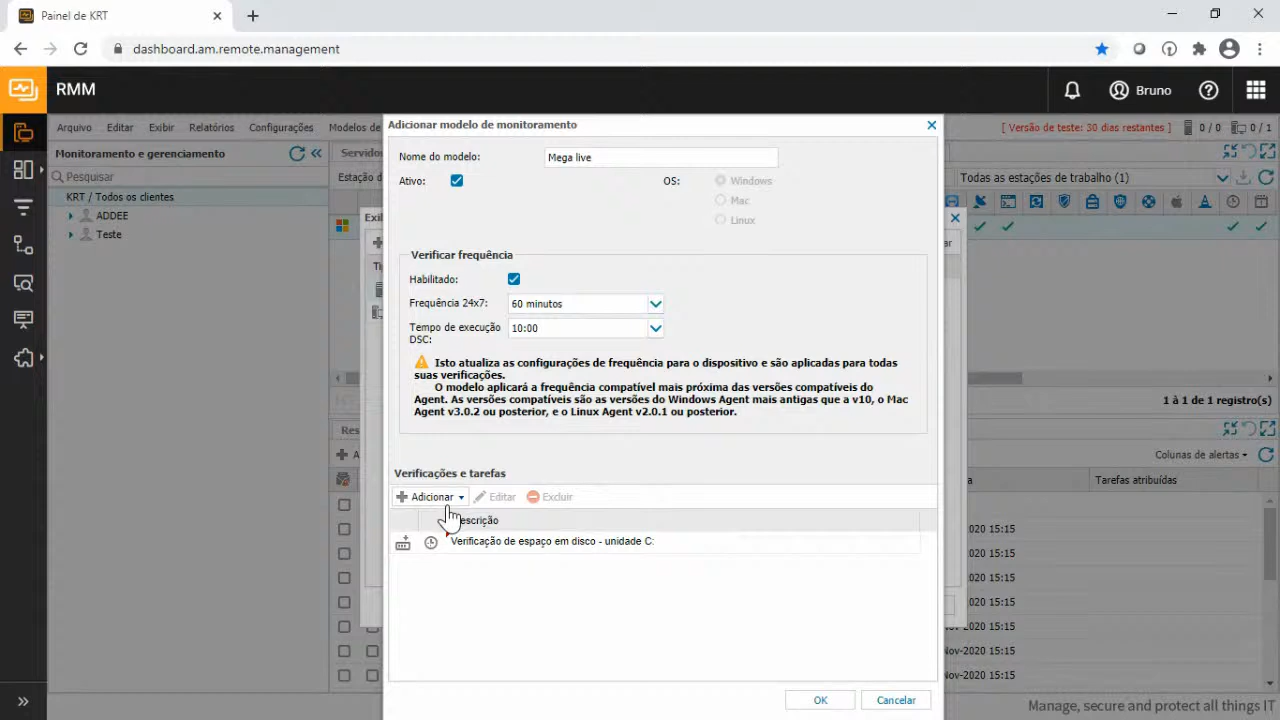 Painel de KRT
dashboard.am.remote.management
RMM
Bruno
Arquivo Editar Exibir Relatórios Configurações Modelos de
[ Versão de teste: 30 dias restantes ] 0 / 0 0 / 1
Monitoramento e gerenciamento
Pesquisar
KRT / Todos os clientes
ADDEE
Teste
Servido
Estação d
Todas as estações de trabalho (1)
Adicionar modelo de monitoramento
Nome do modelo: Mega live
Ativo: OS: Windows
Mac
Linux
Verificar frequência
Habilitado:
Frequência 24x7: 60 minutos
Tempo de execução DSC: 10:00
Isto atualiza as configurações de frequência para o dispositivo e são aplicadas para todas
suas verificações.
O modelo aplicará a frequência compatível mais próxima das versões compatíveis do
Agent. As versões compatíveis são as versões do Windows Agent mais antigas que a v10, o Mac
Agent v3.0.2 ou posterior, e o Linux Agent v2.0.1 ou posterior.
Verificações e tarefas
Adicionar Editar Excluir
escrição
Verificação de espaço em disco - unidade C:
OK Cancelar
1 à 1 de 1 registro(s)
Colunas de alertas
Tarefas atribuídas
020 15:15
020 15:15
020 15:15
020 15:15
Nov-2020 15:15
Nov-2020 15:15
Nov-2020 15:15
Manage, secure and protect all things IT